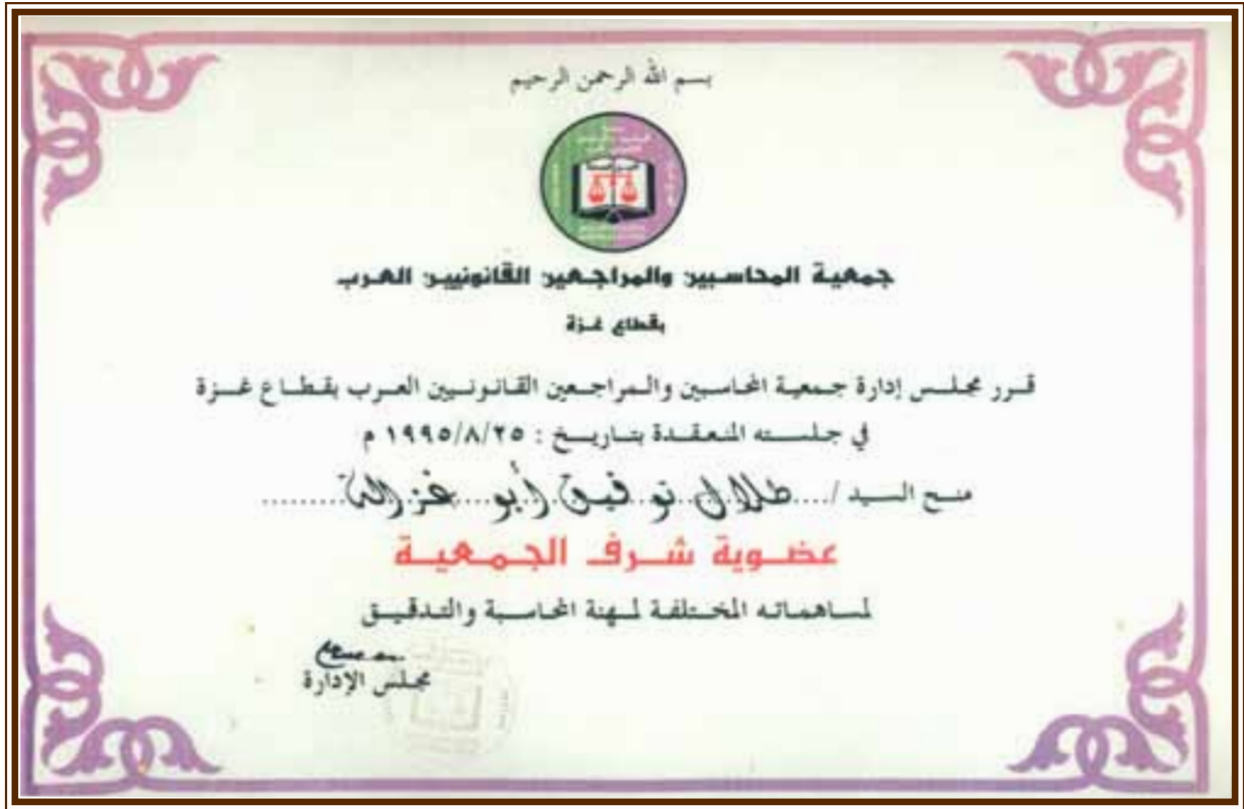 بسم الله الرحمن الرحيم
جمعية المحاسبين والمراجعين القانونيين العرب
بقطاع غزة
قرر مجلس إدارة جمعية المحاسبين والمراجعين القانونيين العرب بقطاع غزة
في جلسته المنعقدة بتاريخ : ١٩٩٥/٨/٢٥ م
منح السيد / طلال توفيق أبو غزاله
عضوية شرف الجمعية
لمساهماته المختلفة لمهنة المحاسبة والتدقيق
مجلس الإدارة